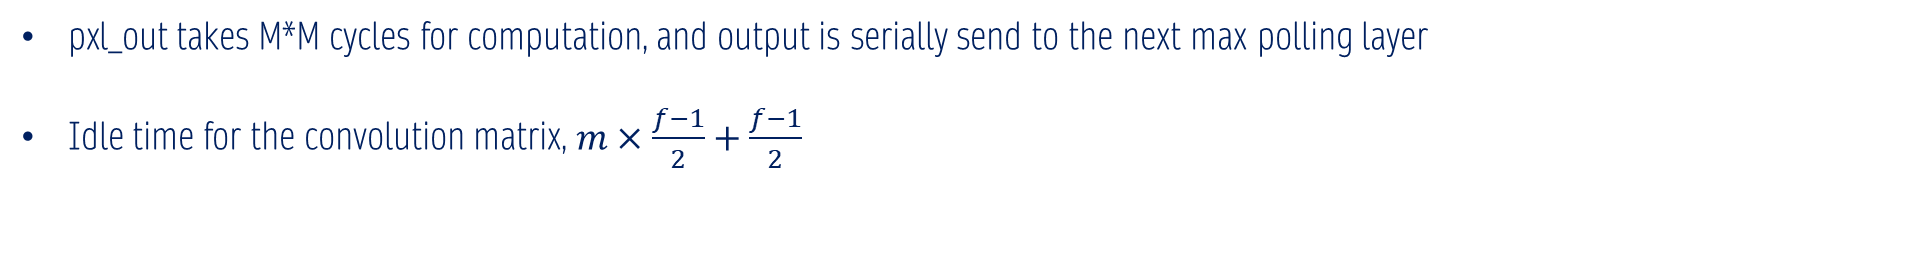 • pxl_out takes M*M cycles for computation, and output is serially send to the next max polling layer
• Idle time for the convolution matrix, m × (f−1)/2 + (f−1)/2